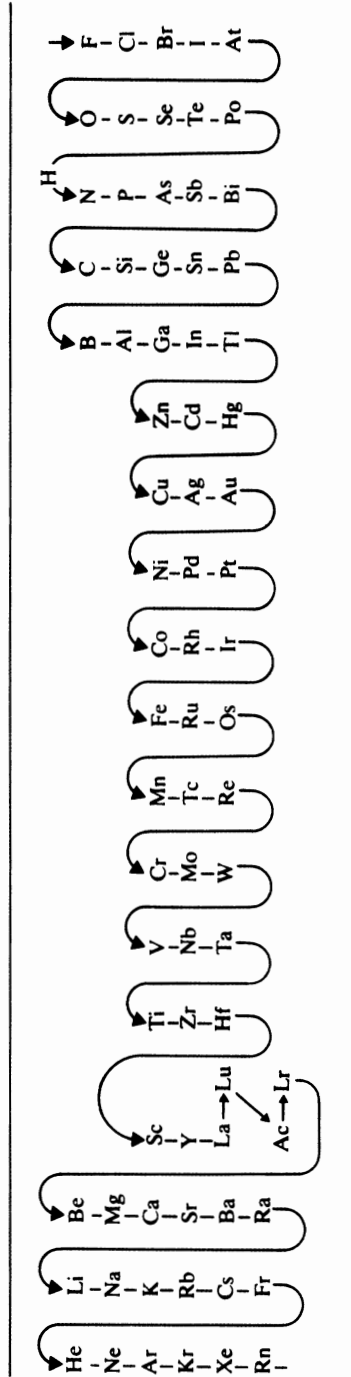 H
He Li Be B C N O F
Ne Na Mg Al Si P S Cl
Ar K Ca Sc Ti V Cr Mn Fe Co Ni Cu Zn Ga Ge As Se Br
Kr Rb Sr Y Zr Nb Mo Tc Ru Rh Pd Ag Cd In Sn Sb Te I
Xe Cs Ba La Lu Hf Ta W Re Os Ir Pt Au Hg Tl Pb Bi Po At
Rn Fr Ra Ac Lr